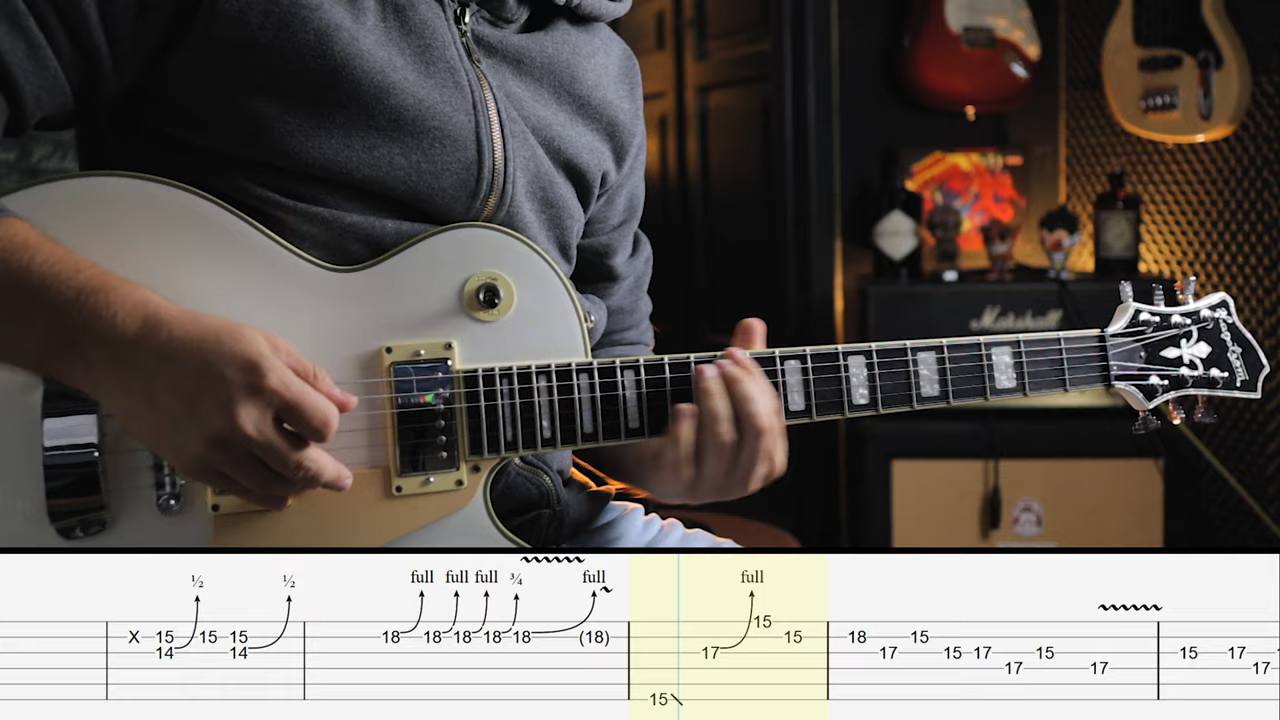 Marshall
½ ½ full full full ¾ full full
15 18
X 15 15 15 18 18 18 18 18 (18) 15 18 15
14 14 17 17 15 17 15 15 17
17 17 17
15